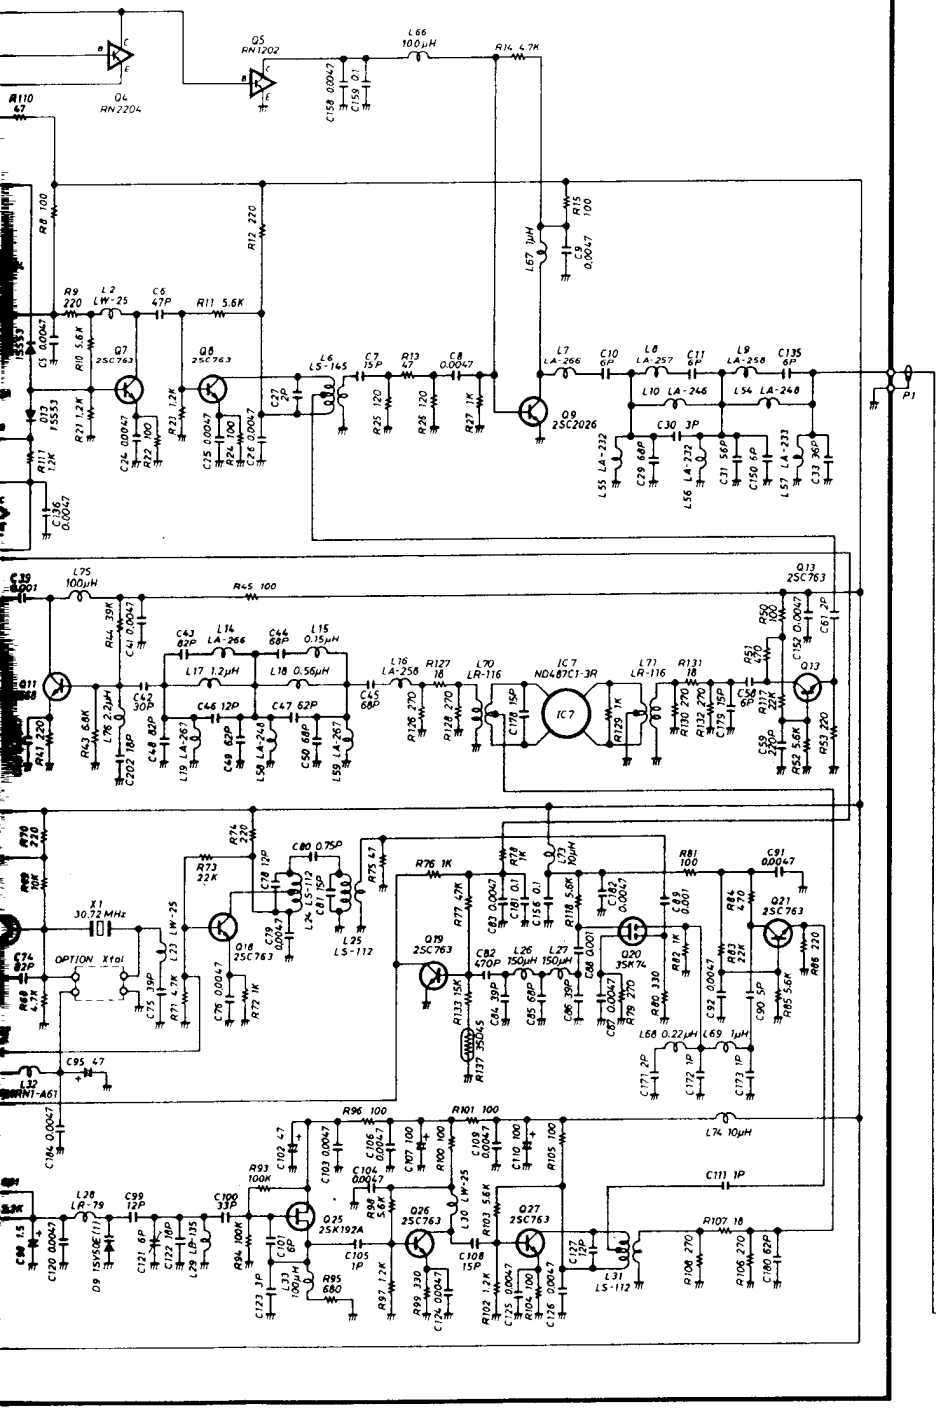 L66
100μH
Q5
RN1202
R14 4.7K
B
C
E
Q4
RN2204
B
C
E
C158 0.0047
C159 0.1
R110
47
R8 100
R12 220
R15
100
L67 1μH
C9
0.0047
R9
220
L2
LW-25
C6
47P
R11 5.6K
1SS53
C5 0.0047
R10 5.6K
Q7
2SC763
Q8
2SC763
L6
LS-145
C7
15P
R13
47
C8
0.0047
L7
LA-266
C10
6P
L8
LA-257
C11
6P
L9
LA-258
C135
6P
P1
D13
1SS53
R21 1.2K
R23 1.2K
C27
2P
R25 120
R26 120
R27 1K
L10 LA-246
L54 LA-248
Q9
2SC2026
C24 0.0047
R22 100
C25 0.0047
R24 100
C26 0.0047
C30 3P
L55 LA-232
C29 68P
L56 LA-232
C31 56P
C150 5P
L57 LA-233
C33 36P
R111
1.2K
C136
0.0047
C39
0.001
L75
100μH
R45 100
Q13
2SC763
R44 39K
C41 0.0047
C43
82P
L14
LA-266
C44
68P
L15
0.15μH
R50
100
C152 0.0047
C61 2P
R51
470
Q11
L17 1.2μH
L18 0.56μH
L16
LA-258
R127
18
L70
LR-116
IC7
ND487C1-3R
L71
LR-116
R131
18
Q13
C42
30P
C45
68P
C58
6P
R117
22K
R41 220
R43 6.8K
L76 2.2μH
C202 18P
C46 12P
C47 62P
C48 82P
L19 LA-267
C49 62P
L58 LA-248
C50 68P
L59 LA-267
R126 270
R128 270
C178 15P
IC7
R129 1K
R130 270
R132 270
C179 15P
C59
220P
R52 5.6K
R53 220
R70
220
R74
220
C80 0.75P
R73
22K
C78 12P
L24 LS-112
C81 15P
R75 47
R76 1K
R78
1K
L73
10μH
R81
100
C91
0.0047
R69
10K
X1
30.72 MHz
L23 LW-25
Q18
2SC763
C79
0.0047
L25
LS-112
R77 47K
C83 0.0047
C181 0.1
C156 0.1
R118 5.6K
C182
0.0047
C89
0.001
R84
470
Q21
2SC763
C74
82P
OPTION Xtal
Q19
2SC763
C82
470P
L26
150μH
L27
150μH
C88 0.001
Q20
3SK74
R82 1K
R83
22K
R86 220
R68
4.7K
C75 39P
R71 4.7K
C76 0.0047
R72 1K
R133 15K
C84 39P
C85 68P
C86 39P
C87 0.0047
R79 270
R80 330
C92 0.0047
C90 5P
R85 5.6K
R137 35D45
L68 0.22μH
L69 1μH
C171 2P
C172 1P
C173 1P
L32
C95 47
+
C184 0.0047
R96 100
R101 100
L74 10μH
C102 47
+
C103 0.0047
C106
0.0047
C107 100
+
R100 100
C109
0.0047
C110 100
+
R105 100
R93
100K
C104
0.0047
C111 1P
L28
LR-79
C99
12P
C100
33P
R98
5.6K
L30 LW-25
R103 5.6K
C98 1.5
+
Q25
2SK192A
Q26
2SC763
Q27
2SC763
R107 18
C120 0.0047
D9 1SV50E(1)
C121 6P
C122 18P
L29 LR-135
R94 100K
C101
6P
C105
1P
C108
15P
C127
12P
L31
LS-112
R108 270
R106 270
C180 62P
C123 3P
L33
100μH
R95
680
R97 1.2K
R99 330
C124 0.0047
R102 1.2K
C125 0.0047
R104 100
C126 0.0047